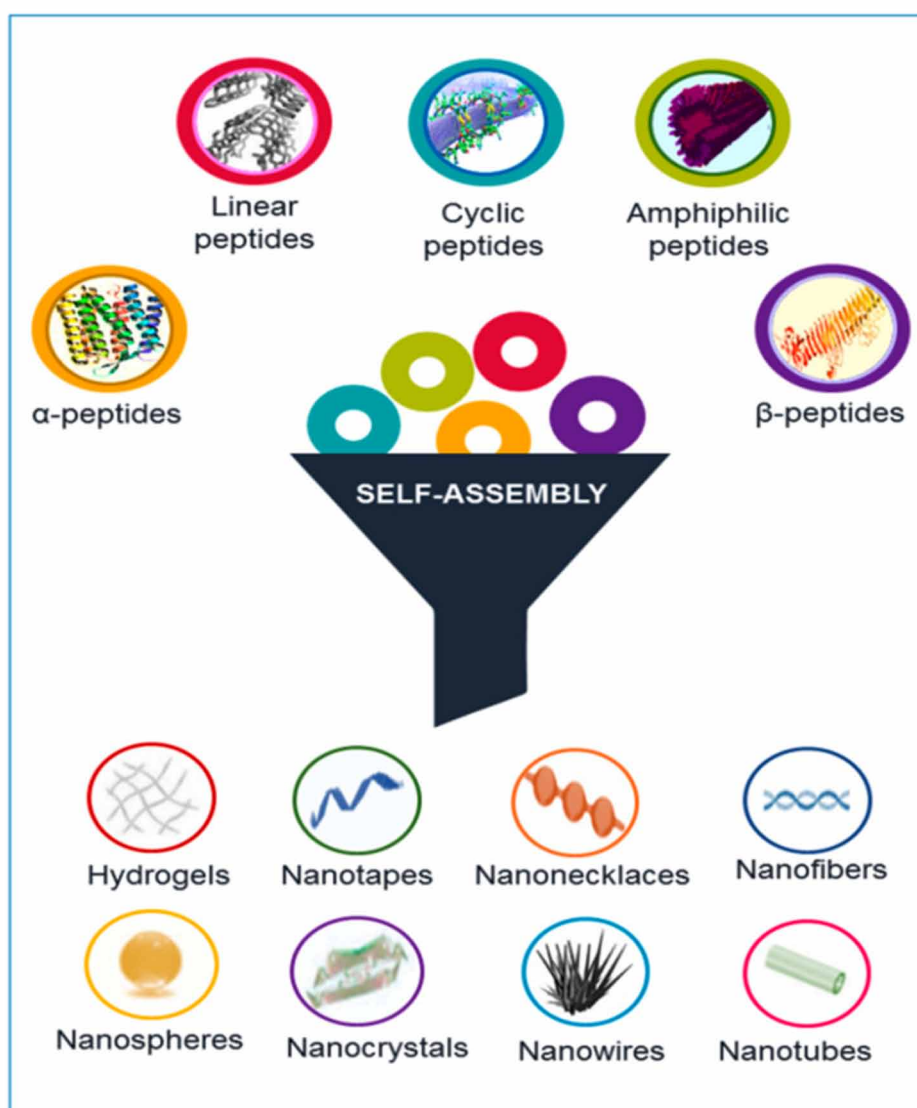 Linear
peptides
Cyclic
peptides
Amphiphilic
peptides
α-peptides
β-peptides
SELF-ASSEMBLY
Hydrogels
Nanotapes
Nanonecklaces
Nanofibers
Nanospheres
Nanocrystals
Nanowires
Nanotubes